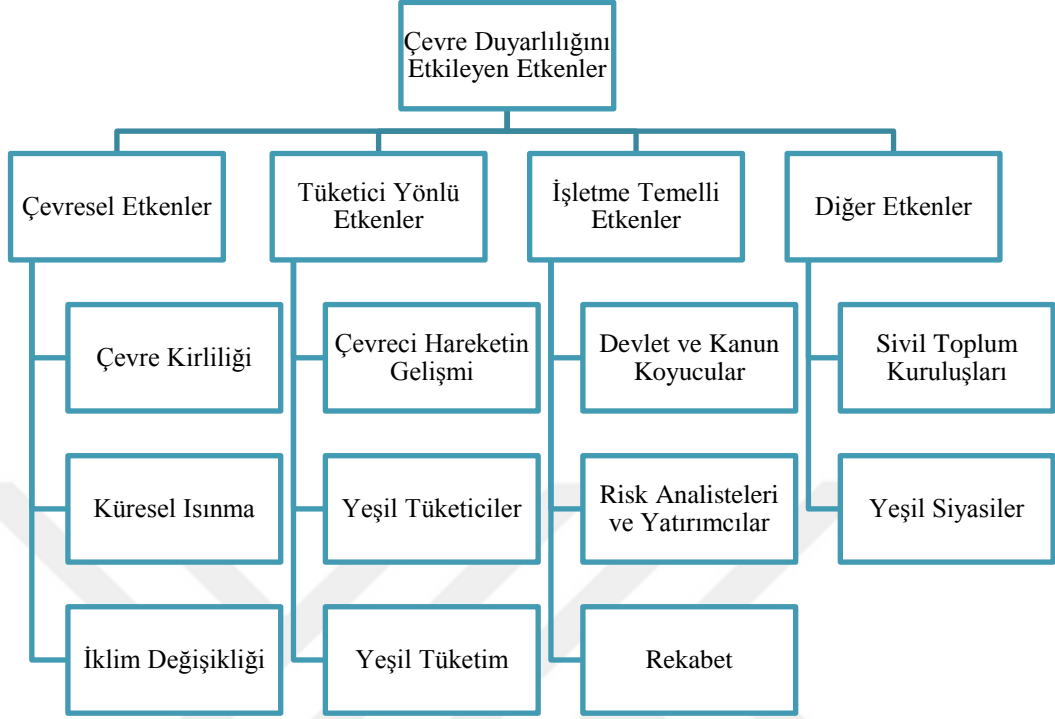 Çevre Duyarlılığını
Etkileyen Etkenler
Çevresel Etkenler
Tüketici Yönlü
Etkenler
İşletme Temelli
Etkenler
Diğer Etkenler
Çevre Kirliliği
Çevreci Hareketin
Gelişmi
Devlet ve Kanun
Koyucular
Sivil Toplum
Kuruluşları
Küresel Isınma
Yeşil Tüketiciler
Risk Analisteleri
ve Yatırımcılar
Yeşil Siyasiler
İklim Değişikliği
Yeşil Tüketim
Rekabet